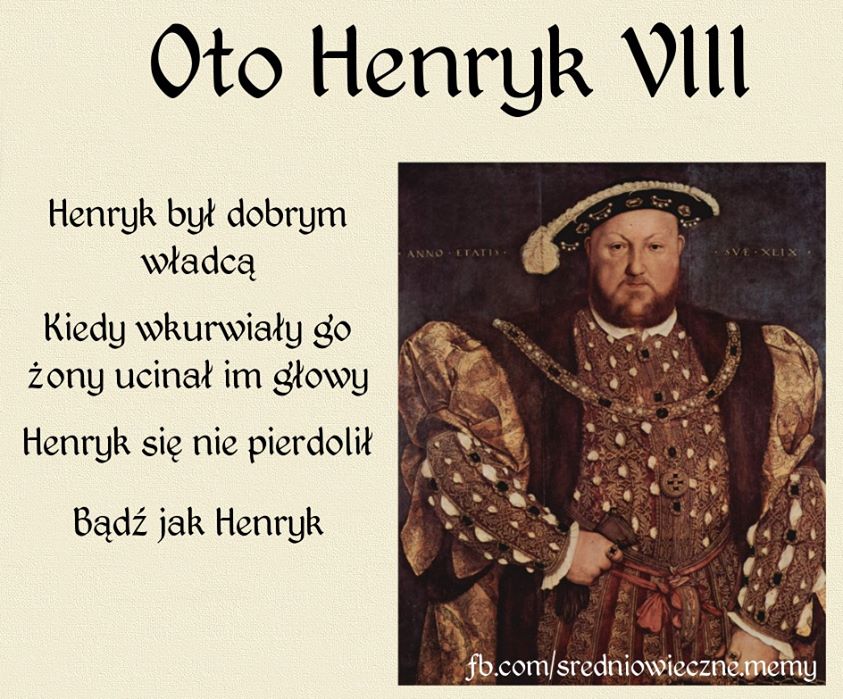 Oto Henryk VIII
Henryk był dobrym
władcą
Kiedy wkurwiały go
żony ucinał im głowy
Henryk się nie pierdolił
Bądź jak Henryk
ANNO · ETATIS · SVE · XLIX ·
fb.com/sredniowieczne.memy